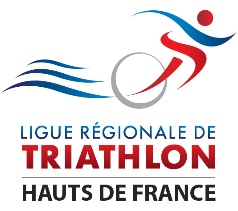 LIGUE RÉGIONALE DE
TRIATHLON
HAUTS DE FRANCE